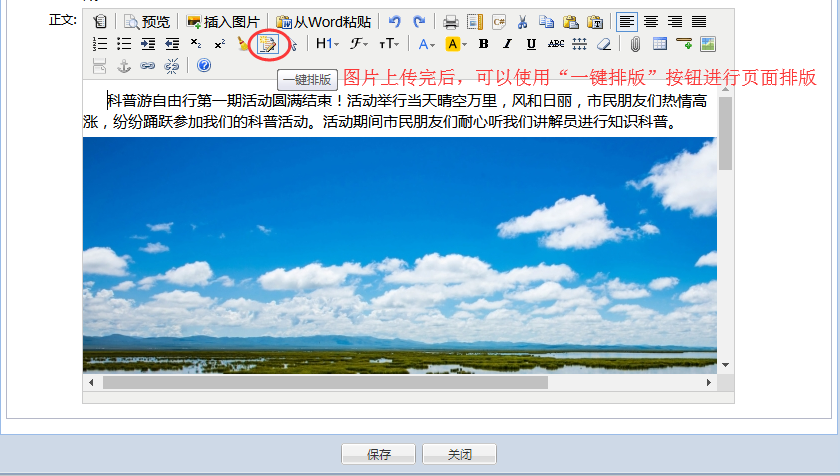 正文:
预览 插入图片 从Word粘贴
x₂ x² H1 𝓕 тT A A B I U ABC
一键排版
图片上传完后，可以使用“一键排版”按钮进行页面排版
科普游自由行第一期活动圆满结束！活动举行当天晴空万里，风和日丽，市民朋友们热情高
涨，纷纷踊跃参加我们的科普活动。活动期间市民朋友们耐心听我们讲解员进行知识科普。
保存 关闭